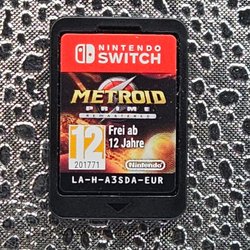 NINTENDO
SWITCH
METROID
PRIME
REMASTERED
12
201771
Frei ab
12 Jahre
Nintendo
LA-H-A3SDA-EUR